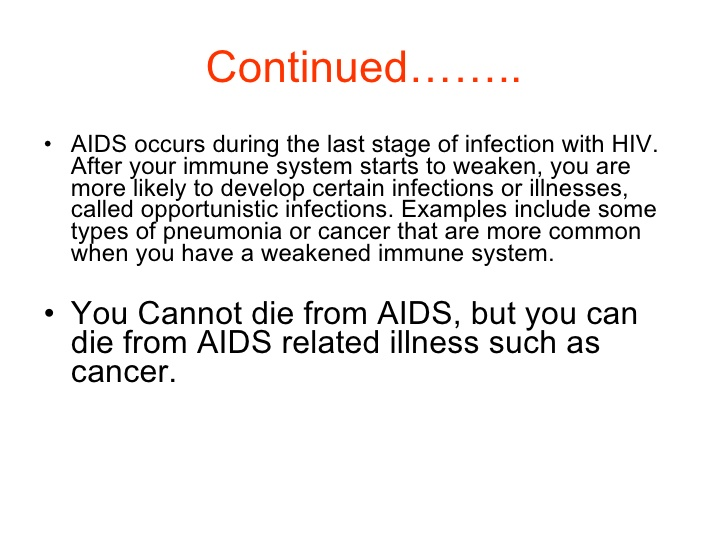 Continued……..
• AIDS occurs during the last stage of infection with HIV.
After your immune system starts to weaken, you are
more likely to develop certain infections or illnesses,
called opportunistic infections. Examples include some
types of pneumonia or cancer that are more common
when you have a weakened immune system.
• You Cannot die from AIDS, but you can
die from AIDS related illness such as
cancer.